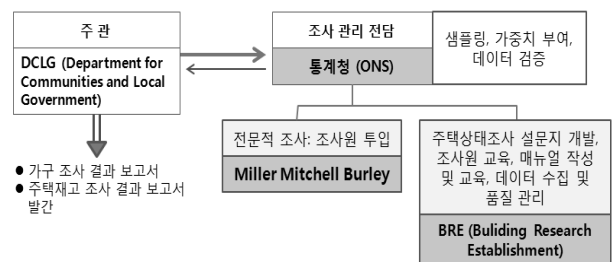 주 관
DCLG (Department for
Communities and Local
Government)
● 가구 조사 결과 보고서
● 주택재고 조사 결과 보고서
발간
조사 관리 전담
통계청 (ONS)
샘플링, 가중치 부여,
데이터 검증
전문적 조사: 조사원 투입
Miller Mitchell Burley
주택상태조사 설문지 개발,
조사원 교육, 매뉴얼 작성
및 교육, 데이터 수집 및
품질 관리
BRE (Buliding Research
Establishment)